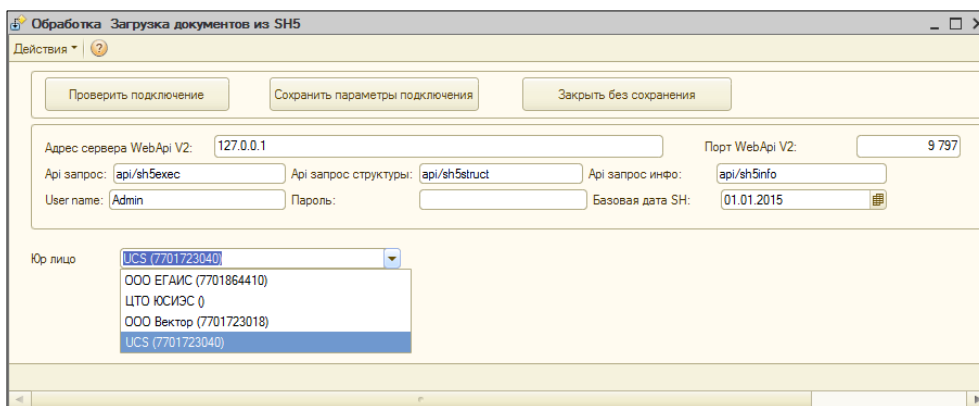 Обработка Загрузка документов из SH5
Действия
Проверить подключение Сохранить параметры подключения Закрыть без сохранения
Адрес сервера WebApi V2: 127.0.0.1 Порт WebApi V2: 9 797
Api запрос: api/sh5exec Api запрос структуры: api/sh5struct Api запрос инфо: api/sh5info
User name: Admin Пароль: Базовая дата SH: 01.01.2015
Юр лицо UCS (7701723040)
ООО ЕГАИС (7701864410)
ЦТО ЮСИЭС ()
ООО Вектор (7701723018)
UCS (7701723040)